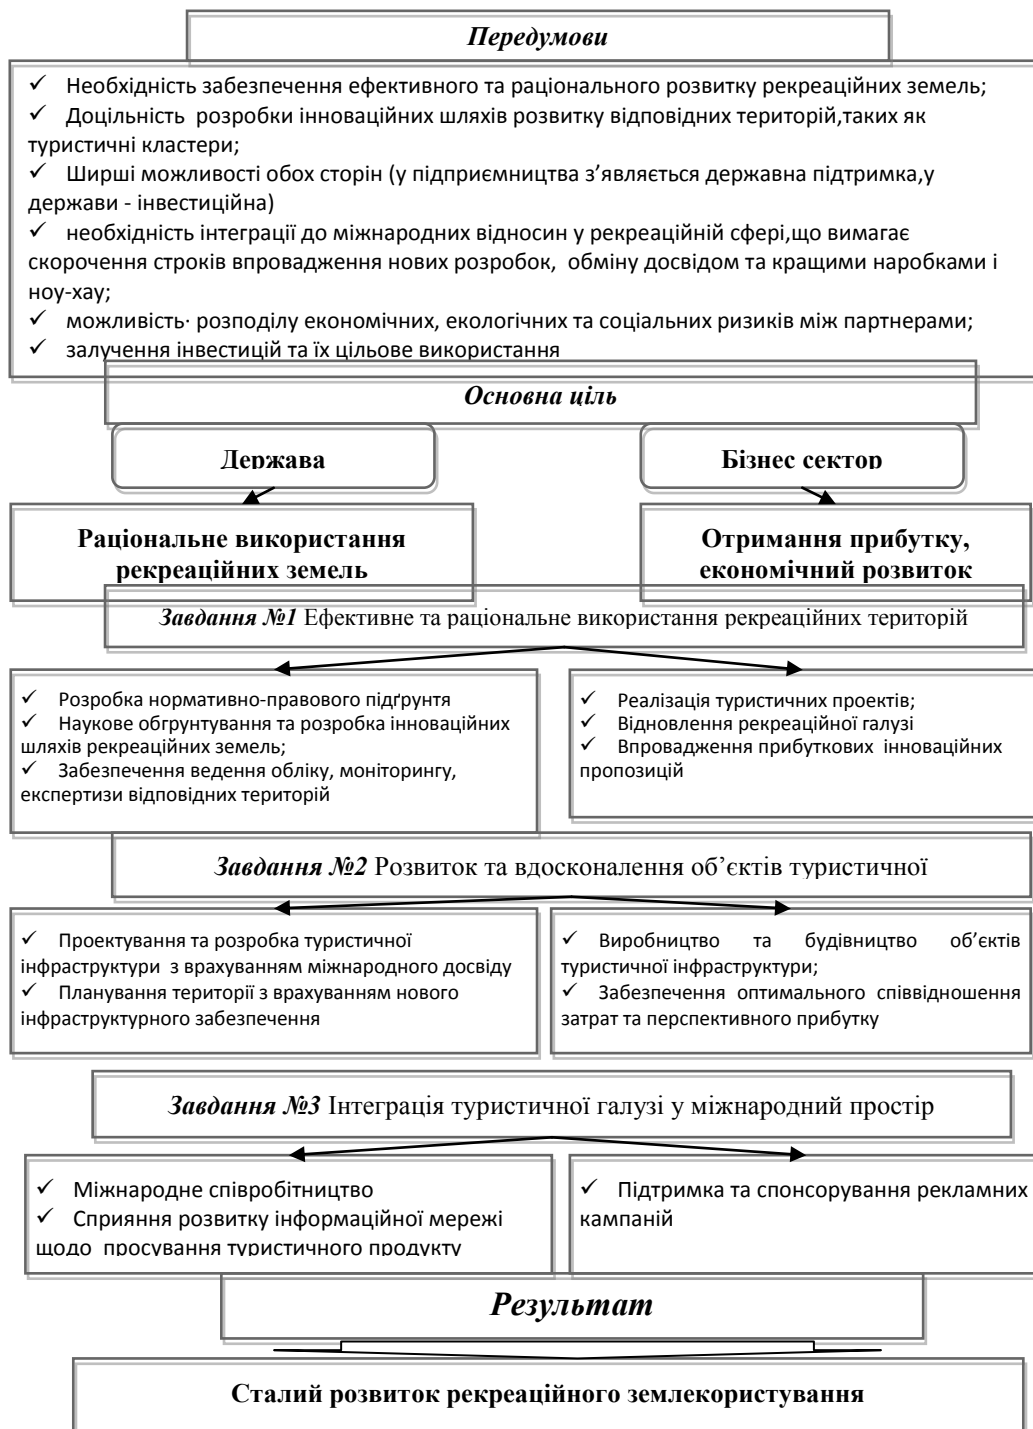 Передумови
✓ Необхідність забезпечення ефективного та раціонального розвитку рекреаційних земель;
✓ Доцільність розробки інноваційних шляхів розвитку відповідних територій,таких як
туристичні кластери;
✓ Ширші можливості обох сторін (у підприємництва з’являється державна підтримка,у
держави - інвестиційна)
✓ необхідність інтеграції до міжнародних відносин у рекреаційній сфері,що вимагає
скорочення строків впровадження нових розробок, обміну досвідом та кращими наробками і
ноу-хау;
✓ можливість· розподілу економічних, екологічних та соціальних ризиків між партнерами;
✓ залучення інвестицій та їх цільове використання
Основна ціль
Держава
Бізнес сектор
Раціональне використання
рекреаційних земель
Отримання прибутку,
економічний розвиток
Завдання №1 Ефективне та раціональне використання рекреаційних територій
✓ Розробка нормативно-правового підґрунтя
✓ Наукове обгрунтування та розробка інноваційних
шляхів рекреаційних земель;
✓ Забезпечення ведення обліку, моніторингу,
експертизи відповідних територій
✓ Реалізація туристичних проектів;
✓ Відновлення рекреаційної галузі
✓ Впровадження прибуткових інноваційних
пропозицій
Завдання №2 Розвиток та вдосконалення об’єктів туристичної
✓ Проектування та розробка туристичної
інфраструктури з врахуванням міжнародного досвіду
✓ Планування території з врахуванням нового
інфраструктурного забезпечення
✓ Виробництво та будівництво об’єктів
туристичної інфраструктури;
✓ Забезпечення оптимального співвідношення
затрат та перспективного прибутку
Завдання №3 Інтеграція туристичної галузі у міжнародний простір
✓ Міжнародне співробітництво
✓ Сприяння розвитку інформаційної мережі
щодо просування туристичного продукту
✓ Підтримка та спонсорування рекламних
кампаній
Результат
Сталий розвиток рекреаційного землекористування